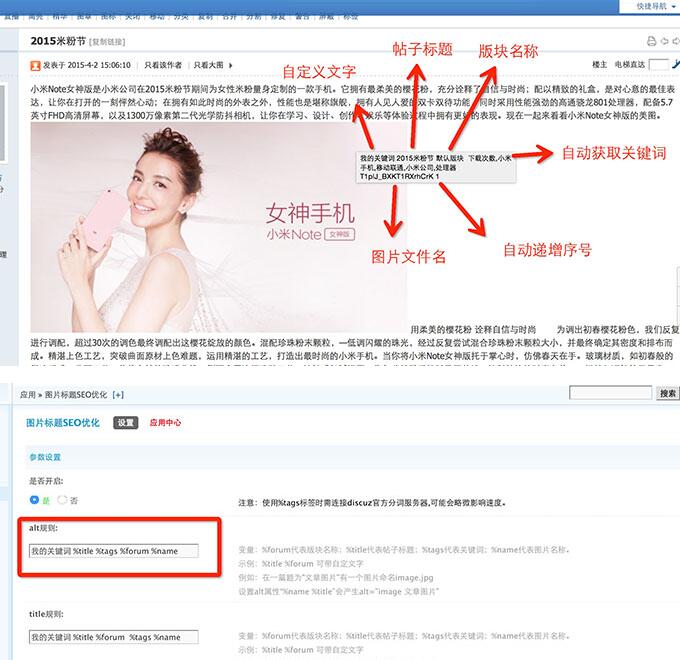 快捷导航
直播 高亮 精华 图章 图标 关闭 移动 分类 复制 合并 分割 修复 警告 屏蔽 标签
2015米粉节 [复制链接]
发表于 2015-4-2 15:06:10 | 只看该作者 | 只看大图
楼主 电梯直达
帖子标题
版块名称
自定义文字
小米Note女神版是小米公司在2015米粉节期间为女性米粉量身定制的一款手机。它拥有最柔美的樱花粉，充分诠释了自信与时尚；配以精致的礼盒，是对心意的最佳表
达，让你在打开的一刻怦然心动；在拥有如此时尚的外表之外，性能也是堪称旗舰，拥有人见人爱的双卡双待功能，同时采用性能强劲的高通骁龙801处理器，配备5.7
英寸FHD高清屏幕，以及1300万像素第二代光学防抖相机，让你在学习、设计、创作、娱乐等体验过程中拥有更好的表现。现在一起来看看小米Note女神版的美图。
我的关键词 2015米粉节 默认版块 下载次数,小米
手机,移动联通,小米公司,处理器
T1piJ_BXKT1RXrhCrK 1
自动获取关键词
女神手机
小米Note 女神版
图片文件名
自动递增序号
分
理
用柔美的樱花粉 诠释自信与时尚 为调出初春樱花粉色，我们反复
进行调配，超过30次的调色最终调配出这樱花绽放的颜色。混配珍珠粉末颗粒，一低调闪耀的珠光，经过反复尝试混合珍珠粉末颗粒大小，并最终确定其密度和排布而
成。精湛上色工艺，突破曲面原材上色难题，运用精湛的工艺，打造出最时尚的小米手机。当你将小米Note女神版托于掌心时，仿佛春天在手。玻璃材质，如初春般的
应用 » 图片标题SEO优化 [+]
搜索
图片标题SEO优化 设置 应用中心
参数设置
是否开启:
是 否
注意：使用%tags标签时需连接discuz官方分词服务器,可能会略微影响速度。
alt规则:
我的关键词 %title %tags %forum %name
变量：%forum代表版块名称；%title代表帖子标题；%tags代表关键词；%name代表图片名称。
示例：%title %forum 可带自定文字
例如：在一篇题为“文章图片”有一个图片命名image.jpg
设置alt属性“%name %title”会产生alt="image 文章图片"
title规则:
我的关键词 %title %forum %tags %name
变量：%forum代表版块名称；%title代表帖子标题；%tags代表关键词；%name代表图片名称。
示例：%title %forum 可带自定文字